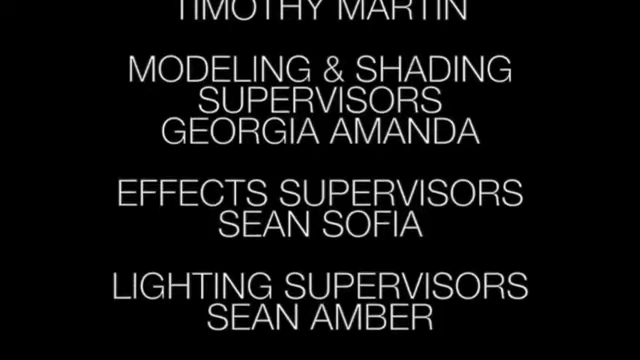 TIMOTHY MARTIN
MODELING & SHADING
SUPERVISORS
GEORGIA AMANDA
EFFECTS SUPERVISORS
SEAN SOFIA
LIGHTING SUPERVISORS
SEAN AMBER